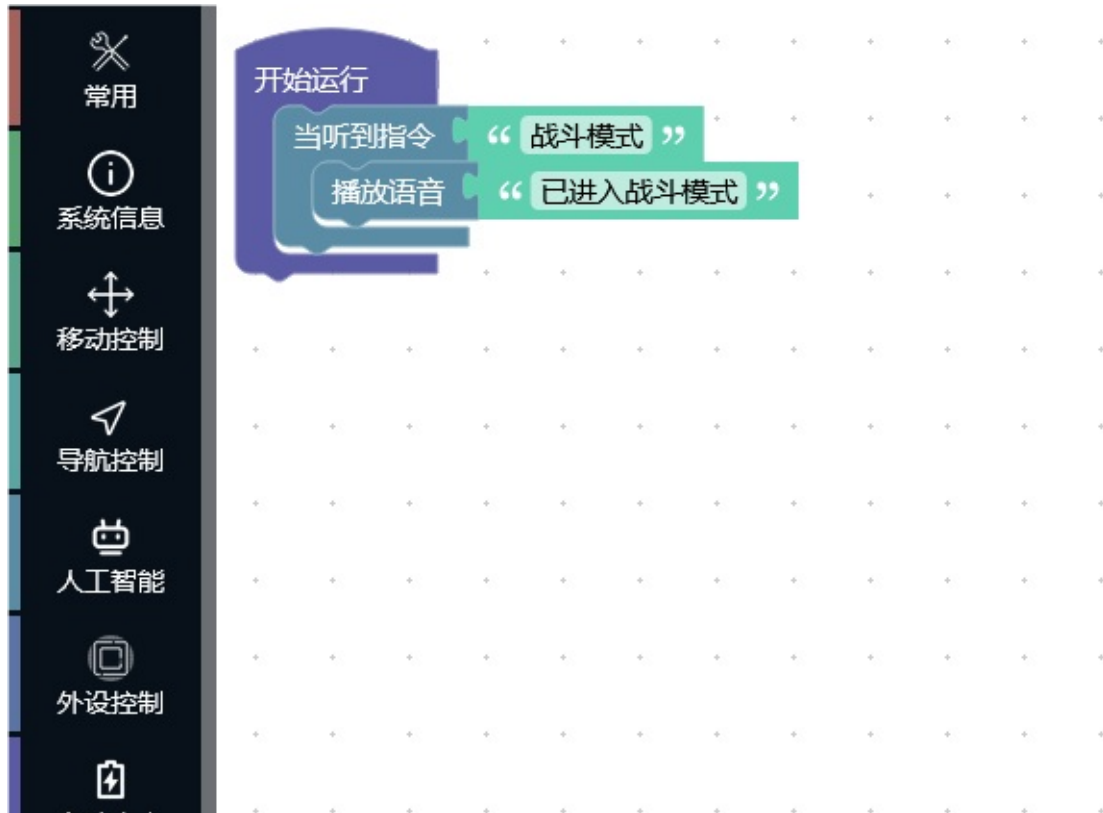 常用
系统信息
移动控制
导航控制
人工智能
外设控制
开始运行
当听到指令 “ 战斗模式 ”
播放语音 “ 已进入战斗模式 ”